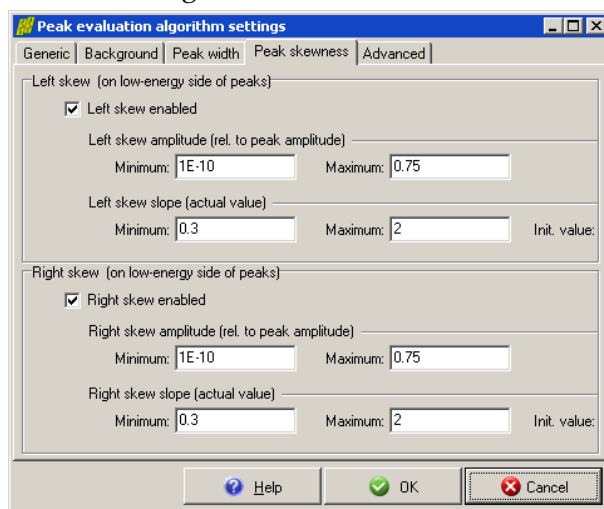 Peak evaluation algorithm settings
Generic Background Peak width Peak skewness Advanced
Left skew (on low-energy side of peaks)
Left skew enabled
Left skew amplitude (rel. to peak amplitude)
Minimum: 1E-10 Maximum: 0.75
Left skew slope (actual value)
Minimum: 0.3 Maximum: 2 Init. value:
Right skew (on low-energy side of peaks)
Right skew enabled
Right skew amplitude (rel. to peak amplitude)
Minimum: 1E-10 Maximum: 0.75
Right skew slope (actual value)
Minimum: 0.3 Maximum: 2 Init. value:
Help OK Cancel